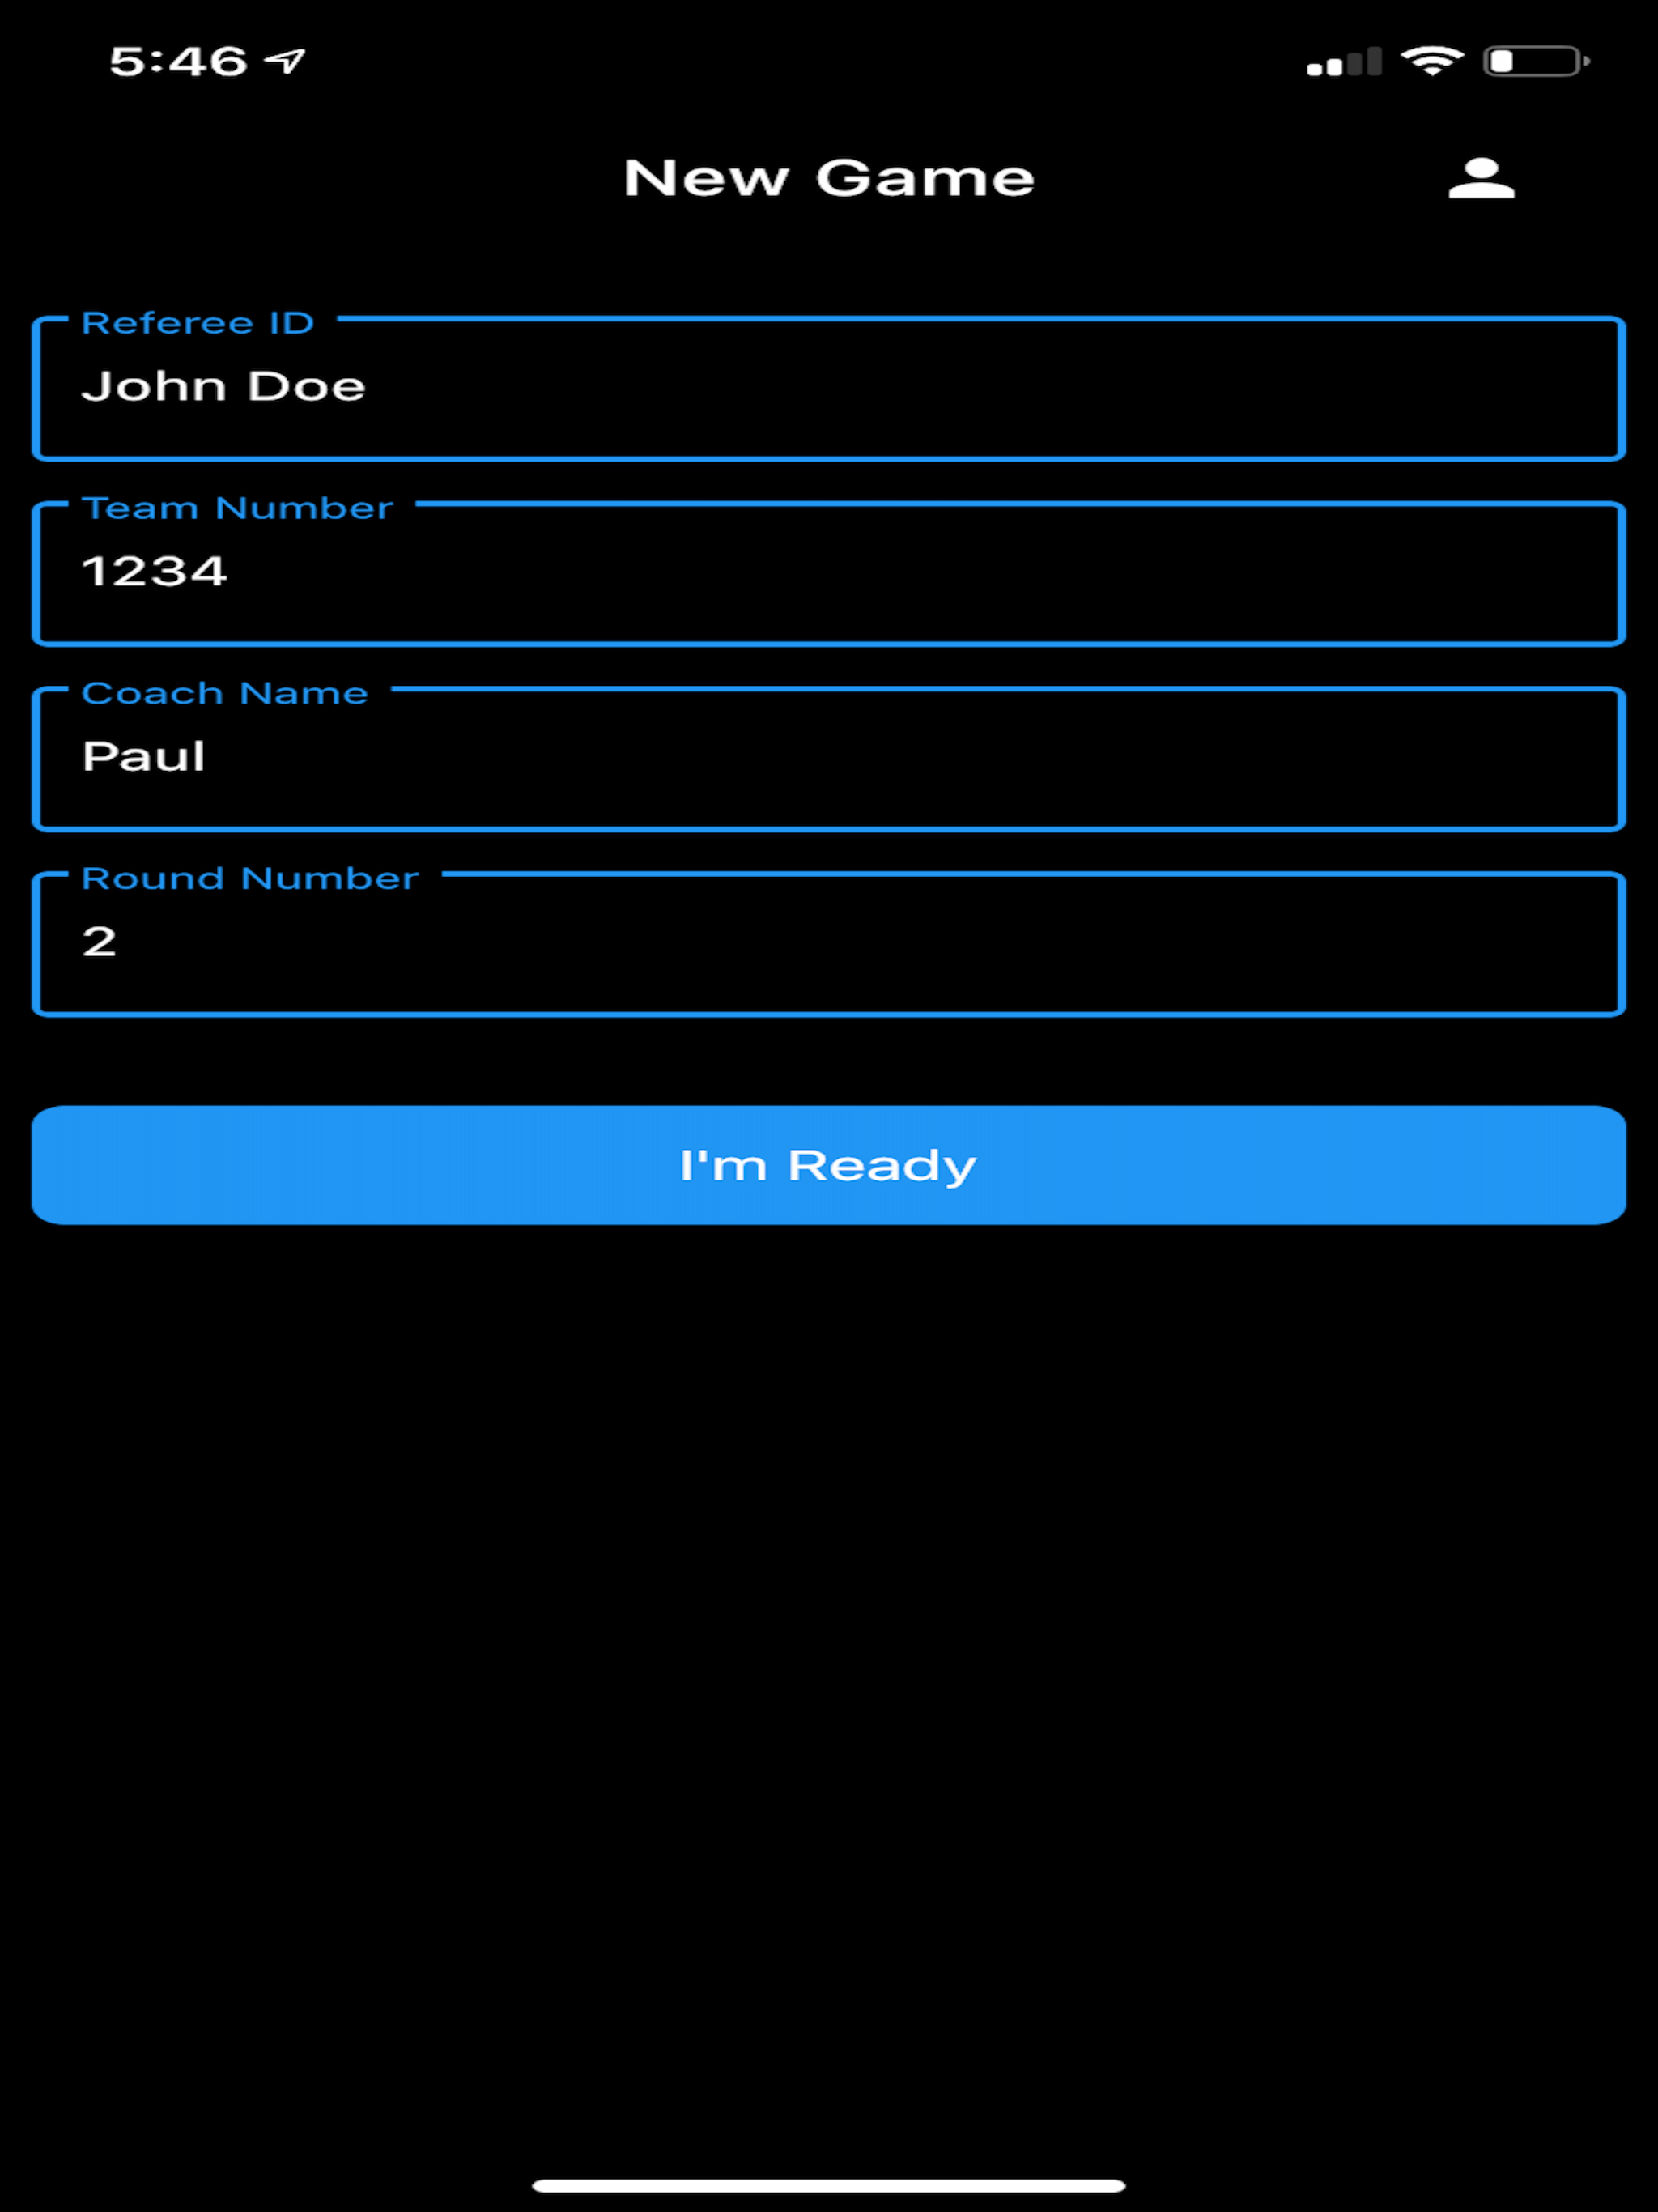 5:46
New Game
Referee ID
John Doe
Team Number
1234
Coach Name
Paul
Round Number
2
I'm Ready